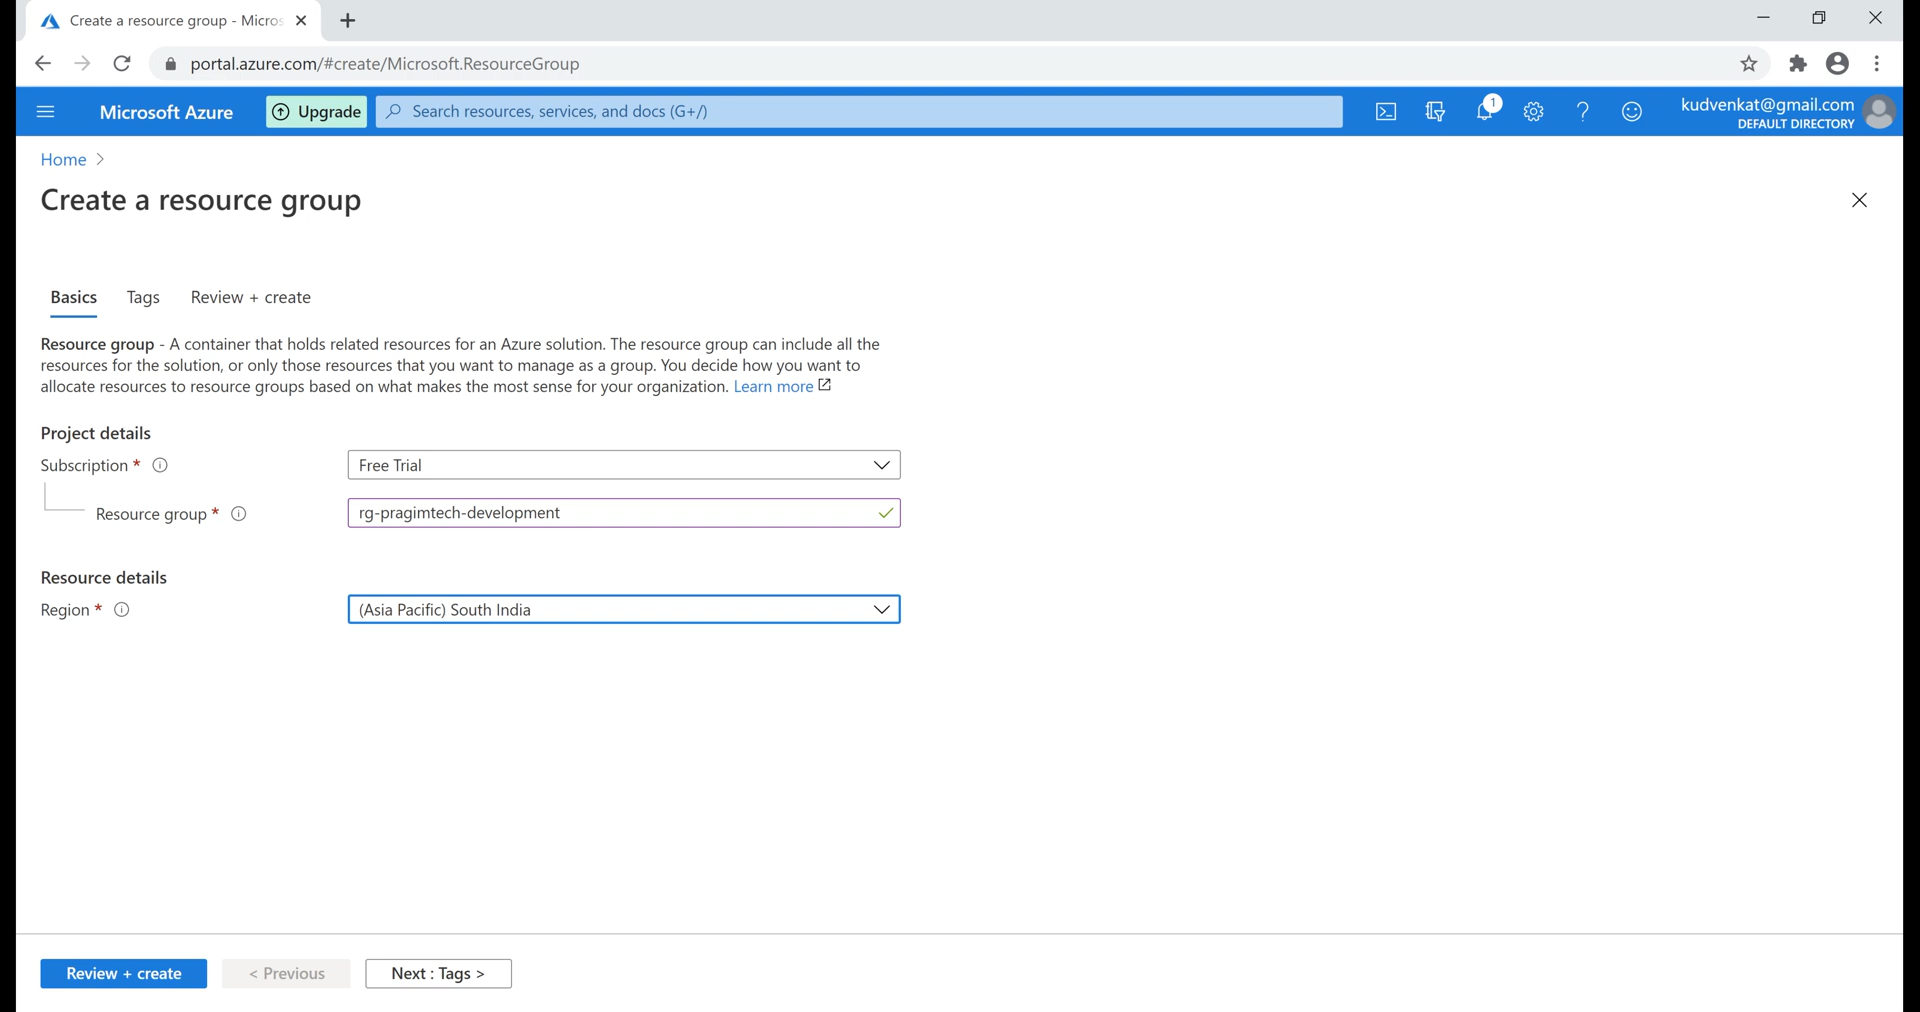 Create a resource group - Micros
portal.azure.com/#create/Microsoft.ResourceGroup
Microsoft Azure
Upgrade
Search resources, services, and docs (G+/)
1
kudvenkat@gmail.com
DEFAULT DIRECTORY
Home >
Create a resource group
Basics
Tags
Review + create
Resource group - A container that holds related resources for an Azure solution. The resource group can include all the
resources for the solution, or only those resources that you want to manage as a group. You decide how you want to
allocate resources to resource groups based on what makes the most sense for your organization. Learn more
Project details
Subscription *
Free Trial
Resource group *
rg-pragimtech-development
Resource details
Region *
(Asia Pacific) South India
Review + create
< Previous
Next : Tags >